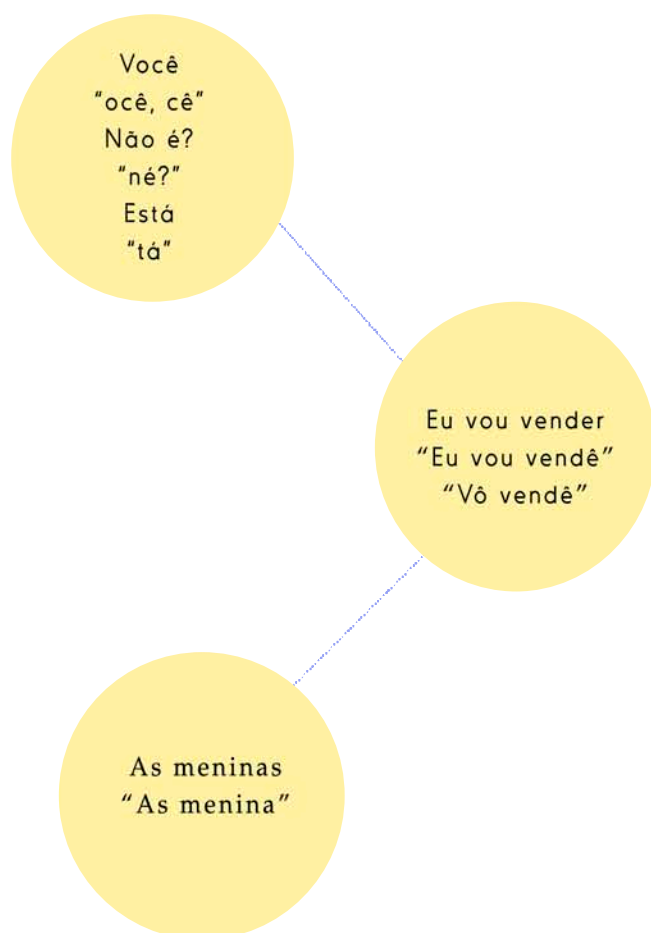 Você
“ocê, cê”
Não é?
“né?”
Está
“tá”
Eu vou vender
“Eu vou vendê”
“Vô vendê”
As meninas
“As menina”